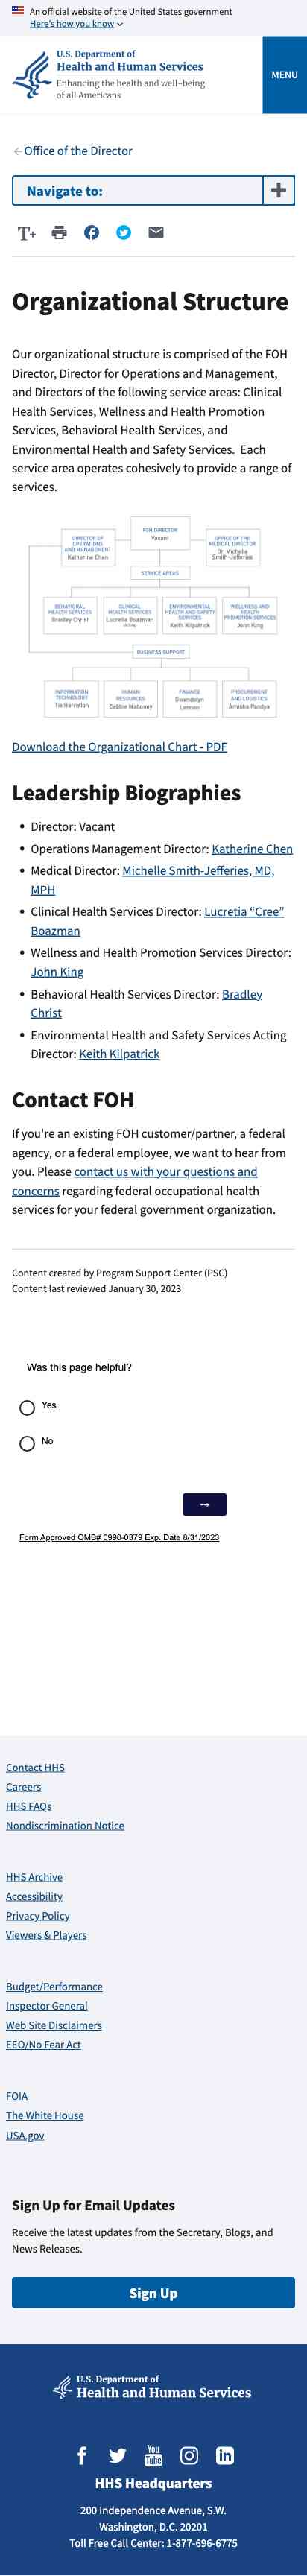 An official website of the United States government
Here's how you know
U.S. Department of
Health and Human Services
Enhancing the health and well-being
of all Americans
MENU
Office of the Director
Navigate to:
T+
Organizational Structure
Our organizational structure is comprised of the FOH
Director, Director for Operations and Management,
and Directors of the following service areas: Clinical
Health Services, Wellness and Health Promotion
Services, Behavioral Health Services, and
Environmental Health and Safety Services. Each
service area operates cohesively to provide a range of
services.
FOH DIRECTOR
Vacant
DIRECTOR OF
OPERATIONS
AND MANAGEMENT
Katherine Chen
OFFICE OF THE
MEDICAL DIRECTOR
Dr. Michelle
Smith-Jefferies
SERVICE AREAS
BEHAVIORAL
HEALTH SERVICES
Bradley Christ
CLINICAL
HEALTH SERVICES
Lucretia Boazman
ENVIRONMENTAL
HEALTH AND SAFETY
SERVICES
Keith Kilpatrick
WELLNESS AND
HEALTH
PROMOTION SERVICES
John King
BUSINESS SUPPORT
INFORMATION
TECHNOLOGY
Tia Harrelson
HUMAN
RESOURCES
Debbie Mahoney
FINANCE
Gwendolyn
Lennon
PROCUREMENT
AND LOGISTICS
Anvisha Pandya
Download the Organizational Chart - PDF
Leadership Biographies
Director: Vacant
Operations Management Director: Katherine Chen
Medical Director: Michelle Smith-Jefferies, MD,
MPH
Clinical Health Services Director: Lucretia “Cree”
Boazman
Wellness and Health Promotion Services Director:
John King
Behavioral Health Services Director: Bradley
Christ
Environmental Health and Safety Services Acting
Director: Keith Kilpatrick
Contact FOH
If you're an existing FOH customer/partner, a federal
agency, or a federal employee, we want to hear from
you. Please contact us with your questions and
concerns regarding federal occupational health
services for your federal government organization.
Content created by Program Support Center (PSC)
Content last reviewed January 30, 2023
Was this page helpful?
Yes
No
→
Form Approved OMB# 0990-0379 Exp. Date 8/31/2023
Contact HHS
Careers
HHS FAQs
Nondiscrimination Notice
HHS Archive
Accessibility
Privacy Policy
Viewers & Players
Budget/Performance
Inspector General
Web Site Disclaimers
EEO/No Fear Act
FOIA
The White House
USA.gov
Sign Up for Email Updates
Receive the latest updates from the Secretary, Blogs, and
News Releases.
Sign Up
U.S. Department of
Health and Human Services
You
Tube
HHS Headquarters
200 Independence Avenue, S.W.
Washington, D.C. 20201
Toll Free Call Center: 1-877-696-6775